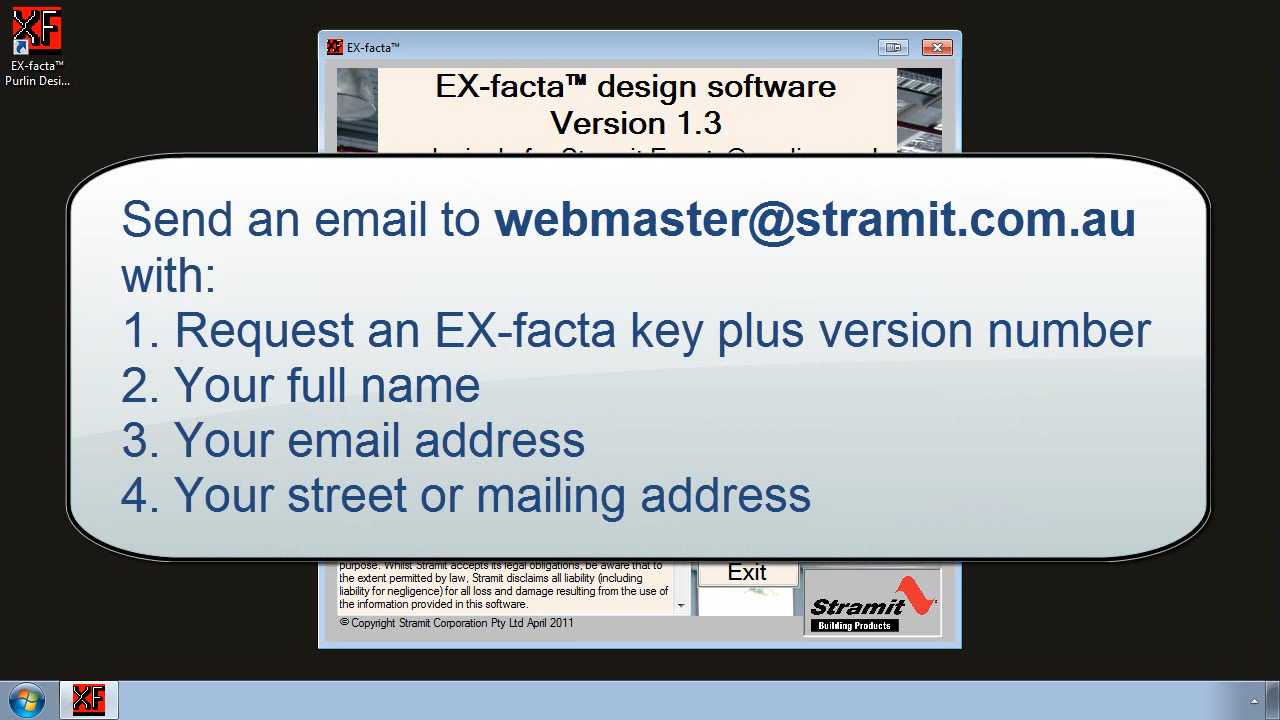 EX-facta™
Purlin Desi...
EX-facta™
EX-facta™ design software
Version 1.3
Send an email to webmaster@stramit.com.au
with:
1. Request an EX-facta key plus version number
2. Your full name
3. Your email address
4. Your street or mailing address
purpose. Whilst Stramit accepts its legal obligations, be aware that to
the extent permitted by law, Stramit disclaims all liability (including
liability for negligence) for all loss and damage resulting from the use of
the information provided in this software.
Exit
Stramit
Building Products
© Copyright Stramit Corporation Pty Ltd April 2011